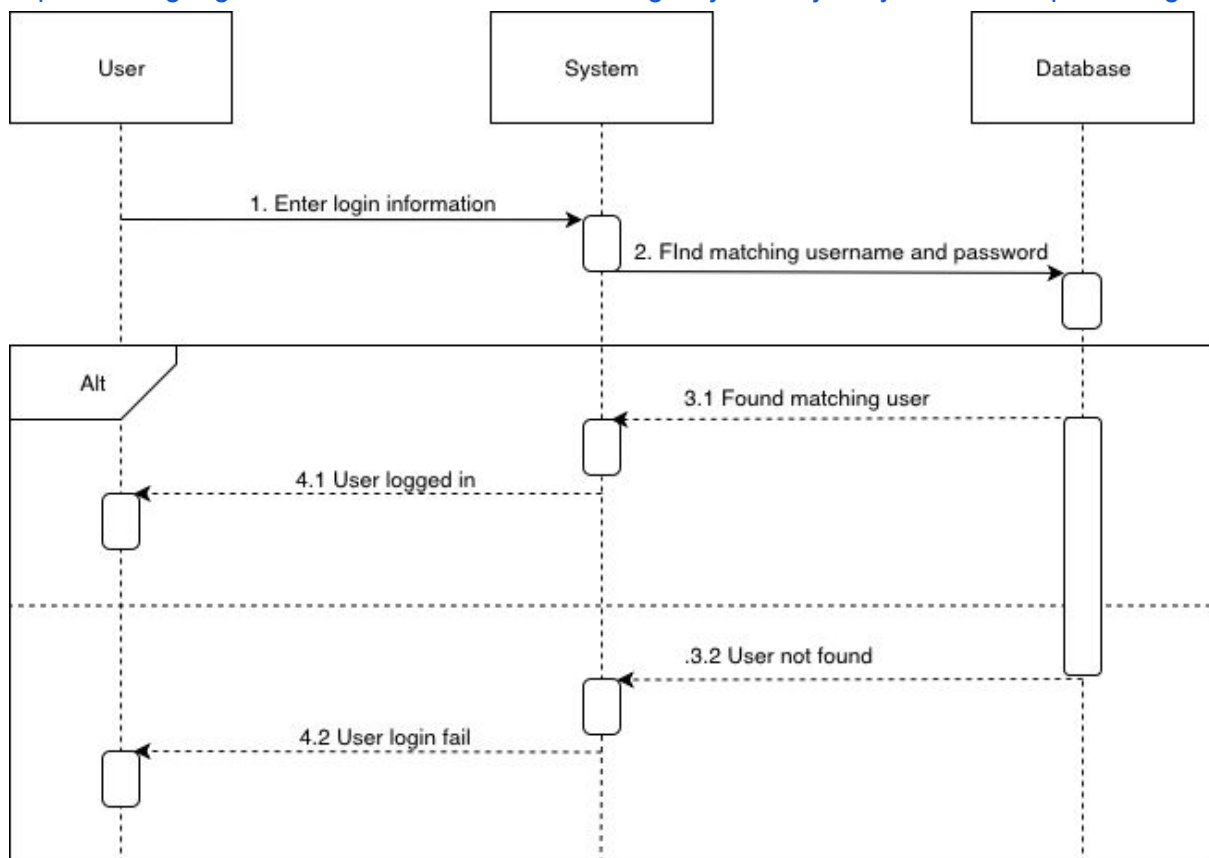 User
System
Database
1. Enter login information
2. FInd matching username and password
Alt
3.1 Found matching user
4.1 User logged in
.3.2 User not found
4.2 User login fail